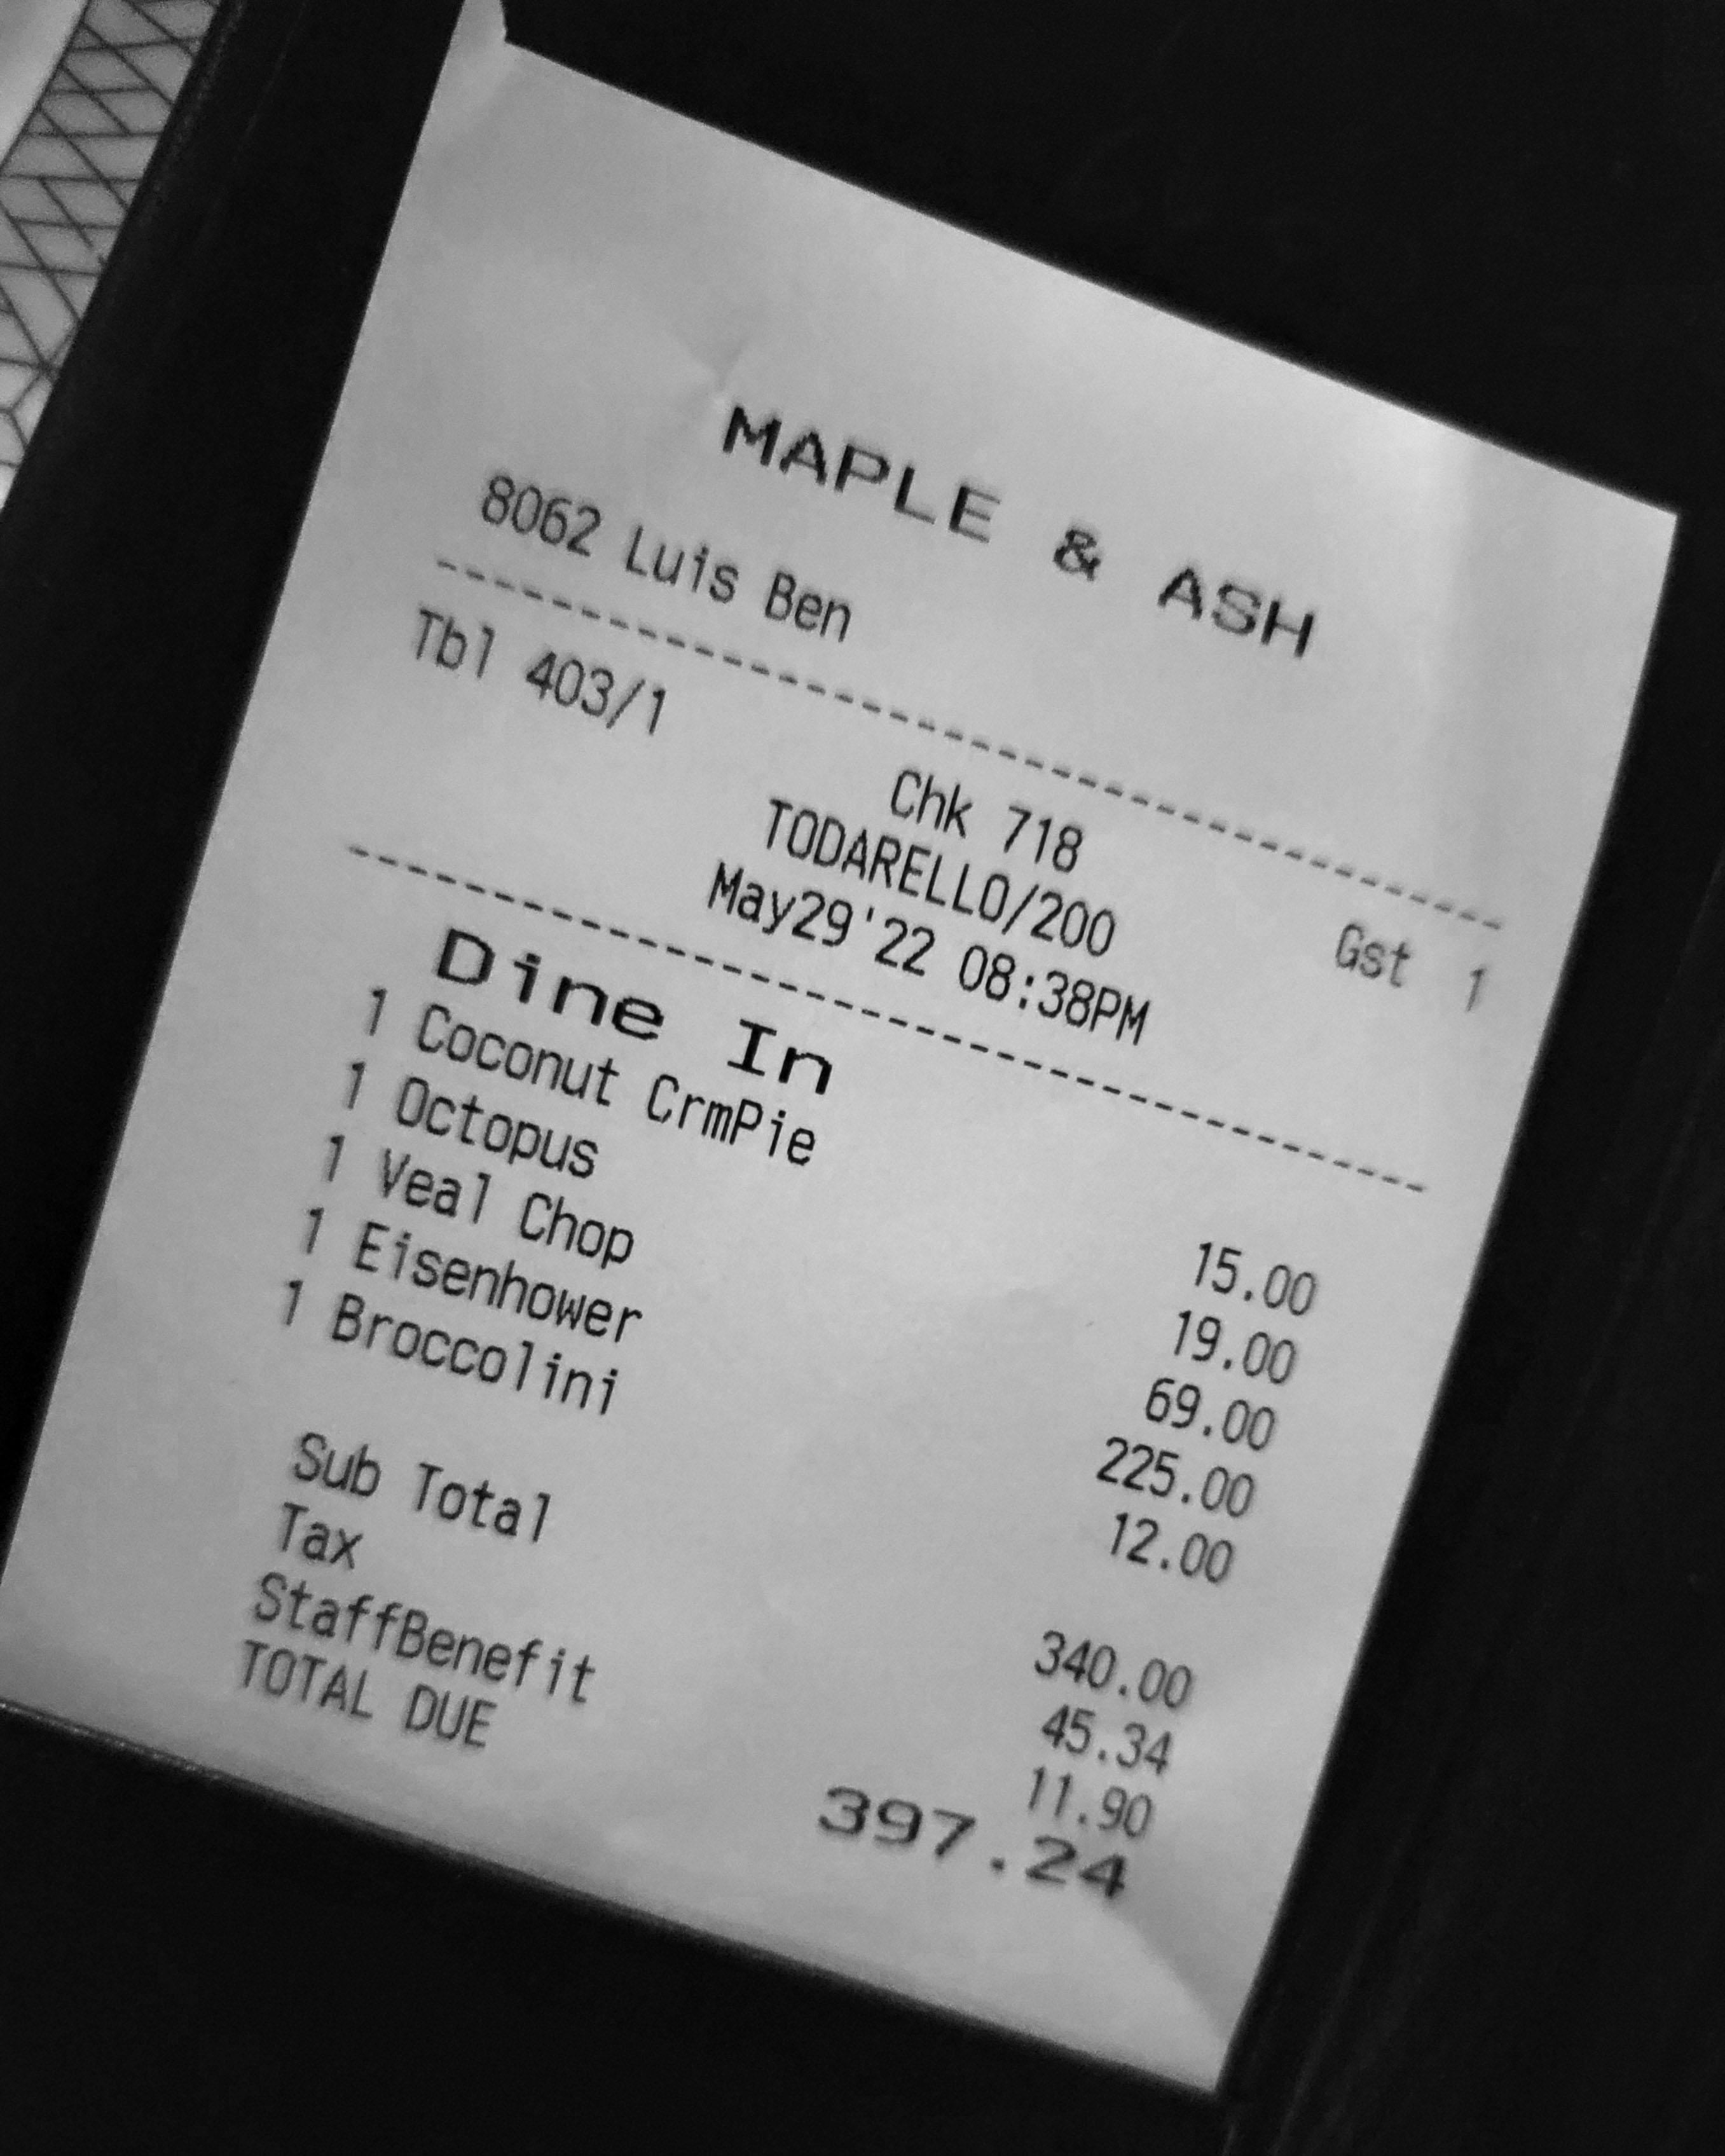 MAPLE & ASH
8062 Luis Ben
Tbl 403/1 Chk 718 Gst 1
TODARELLO/200
May29'22 08:38PM
Dine In
1 Coconut CrmPie 15.00
1 Octopus 19.00
1 Veal Chop 69.00
1 Eisenhower 225.00
1 Broccolini 12.00
Sub Total 340.00
Tax 45.34
StaffBenefit 11.90
TOTAL DUE 397.24